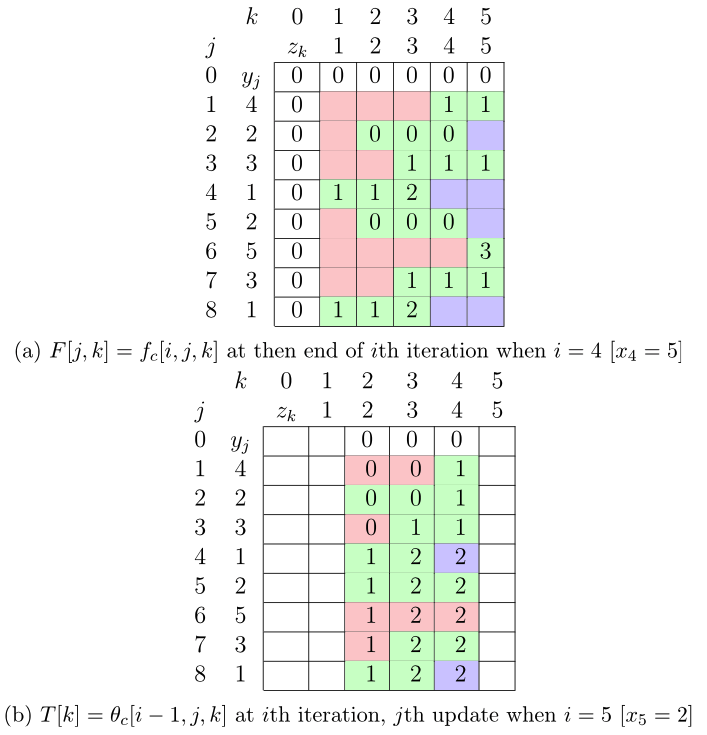 k 0 1 2 3 4 5
j z_k 1 2 3 4 5
0 y_j 0 0 0 0 0 0
1 4 0 1 1
2 2 0 0 0 0
3 3 0 1 1 1
4 1 0 1 1 2
5 2 0 0 0 0
6 5 0 3
7 3 0 1 1 1
8 1 0 1 1 2
(a) F[j, k] = f_c[i, j, k] at then end of ith iteration when i = 4 [x_4 = 5]
k 0 1 2 3 4 5
j z_k 1 2 3 4 5
0 y_j 0 0 0
1 4 0 0 1
2 2 0 0 1
3 3 0 1 1
4 1 1 2 2
5 2 1 2 2
6 5 1 2 2
7 3 1 2 2
8 1 1 2 2
(b) T[k] = θ_c[i − 1, j, k] at ith iteration, jth update when i = 5 [x_5 = 2]